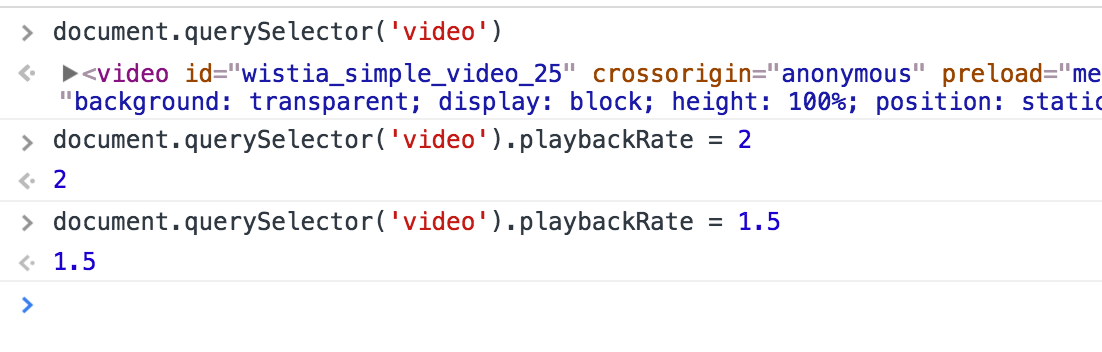 document.querySelector('video')
<video id="wistia_simple_video_25" crossorigin="anonymous" preload="me
"background: transparent; display: block; height: 100%; position: static
document.querySelector('video').playbackRate = 2
2
document.querySelector('video').playbackRate = 1.5
1.5